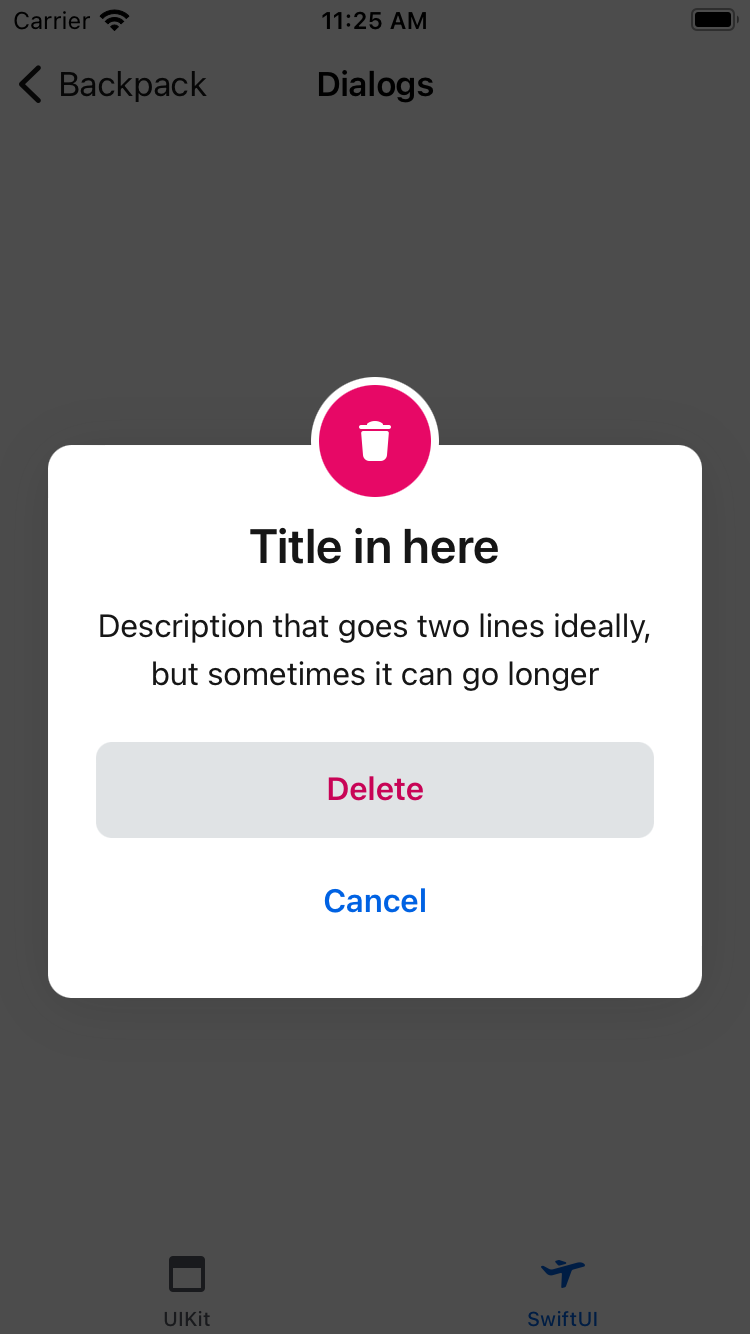 Carrier 11:25 AM
Backpack Dialogs
Title in here
Description that goes two lines ideally,
but sometimes it can go longer
Delete
Cancel
UIKit SwiftUI